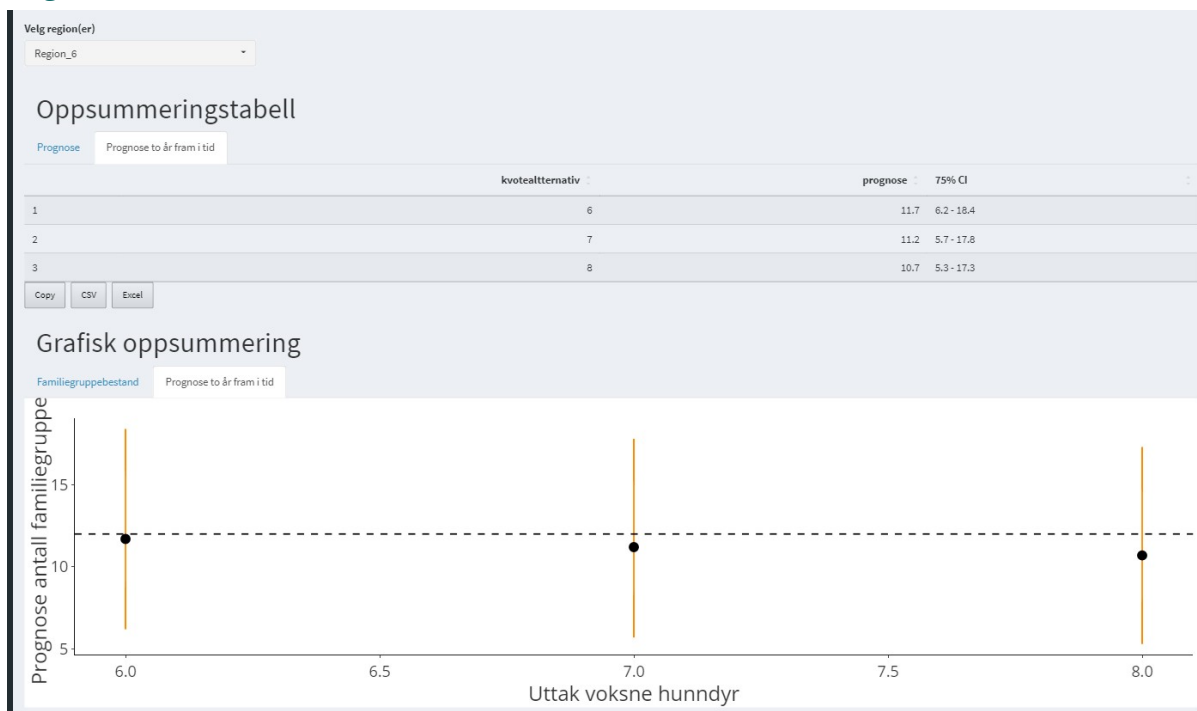 Velg region(er)
Region_6
Oppsummeringstabell
Prognose Prognose to år fram i tid
kvotealtternativ prognose 75% CI
1 6 11.7 6.2 - 18.4
2 7 11.2 5.7 - 17.8
3 8 10.7 5.3 - 17.3
Copy CSV Excel
Grafisk oppsummering
Familiegruppebestand Prognose to år fram i tid
Prognose antall familiegruppe
15
10
5
6.0 6.5 7.0 7.5 8.0
Uttak voksne hunndyr